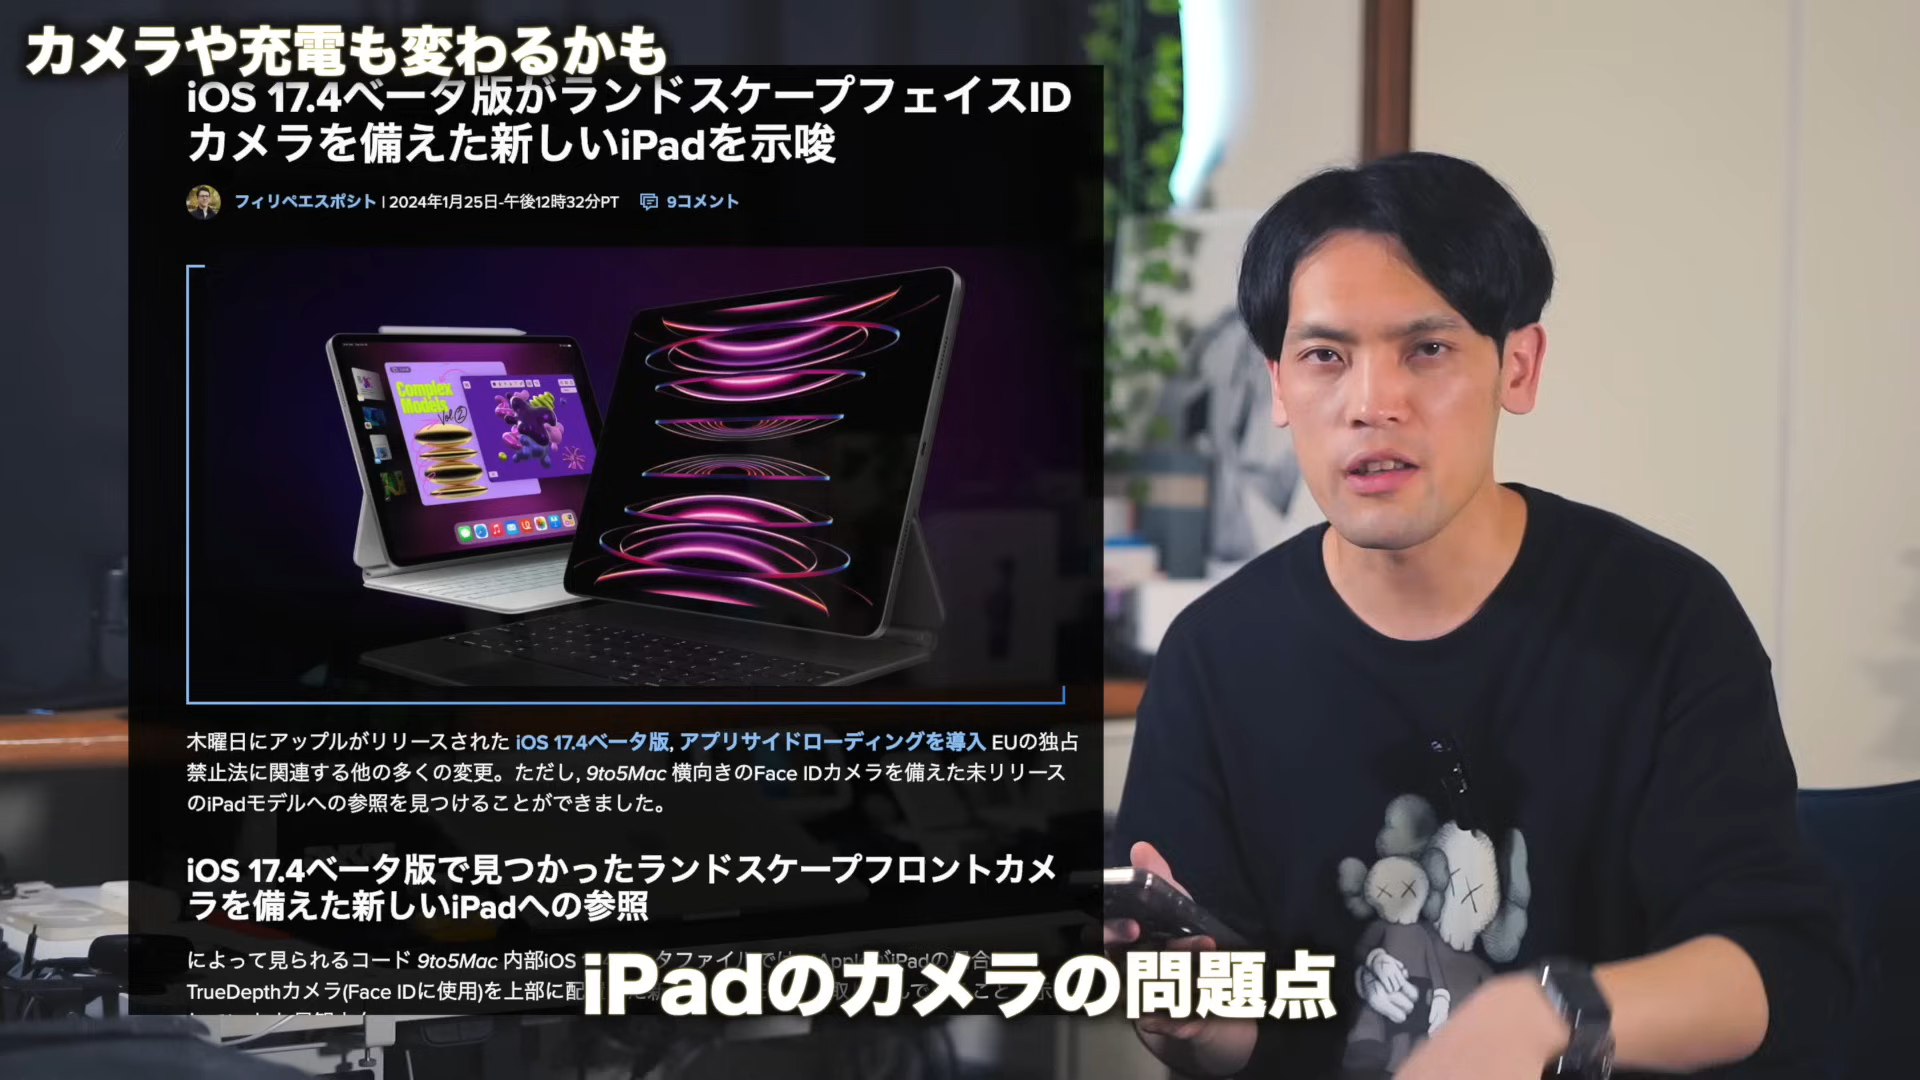 カメラや充電も変わるかも
iOS 17.4ベータ版がランドスケープフェイスID
カメラを備えた新しいiPadを示唆
フィリペエスポシト | 2024年1月25日-午後12時32分PT 9コメント
Complex
Models
Vol②
木曜日にアップルがリリースされた iOS 17.4ベータ版, アプリサイドローディングを導入 EUの独占
禁止法に関連する他の多くの変更。ただし, 9to5Mac 横向きのFace IDカメラを備えた未リリース
のiPadモデルへの参照を見つけることができました。
iOS 17.4ベータ版で見つかったランドスケープフロントカメ
ラを備えた新しいiPadへの参照
によって見られるコード 9to5Mac 内部iOS
TrueDepthカメラ(Face IDに使用)を上部に配
iPadのカメラの問題点